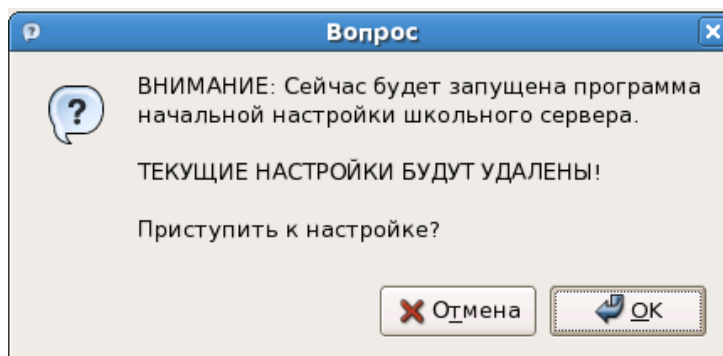 Вопрос
ВНИМАНИЕ: Сейчас будет запущена программа
начальной настройки школьного сервера.
ТЕКУЩИЕ НАСТРОЙКИ БУДУТ УДАЛЕНЫ!
Приступить к настройке?
Отмена
OK